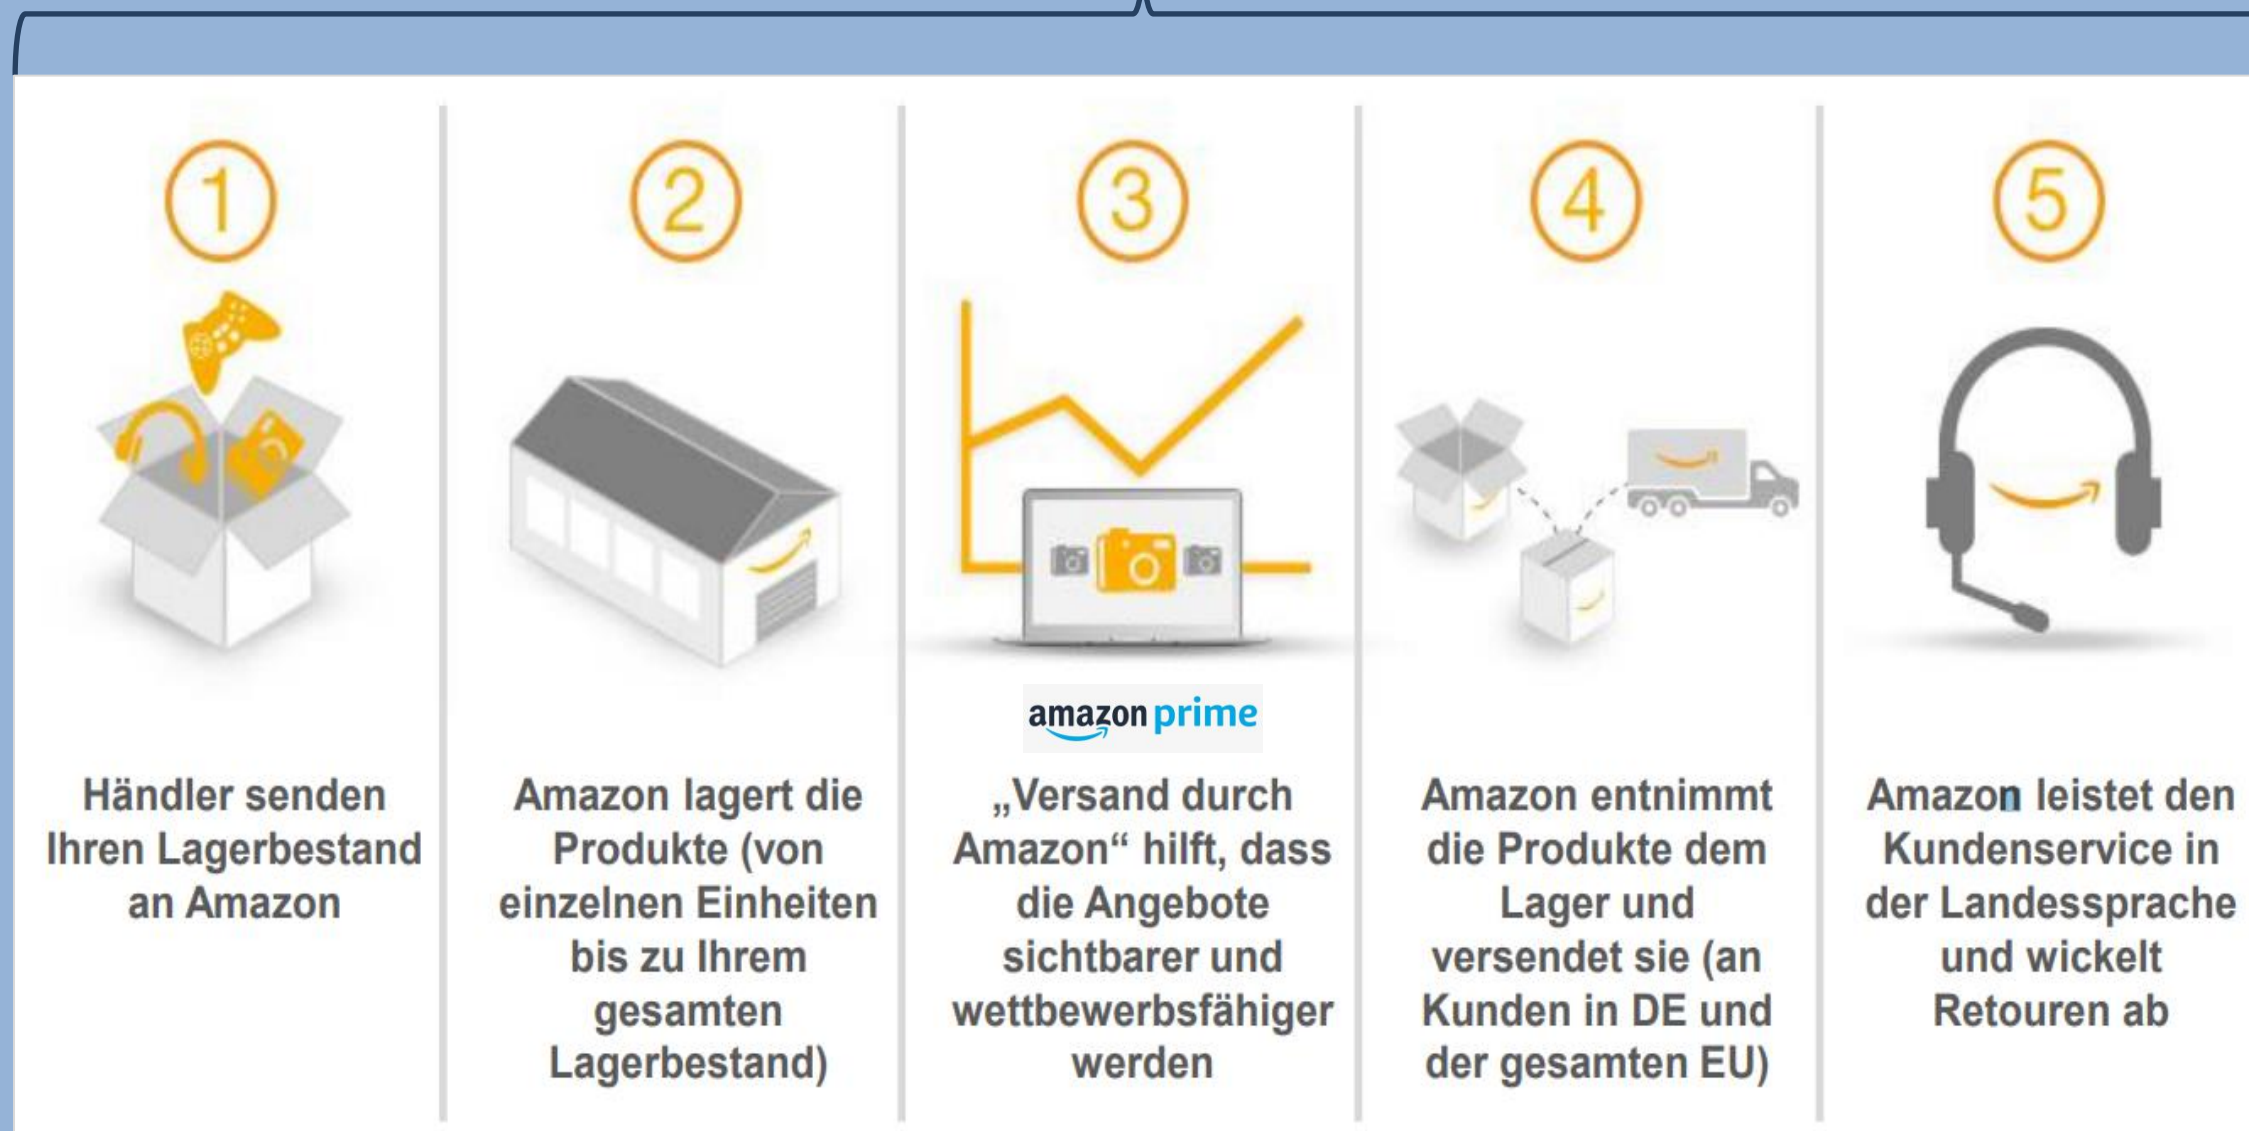 1
Händler senden
Ihren Lagerbestand
an Amazon
2
Amazon lagert die
Produkte (von
einzelnen Einheiten
bis zu Ihrem
gesamten
Lagerbestand)
3
amazon prime
„Versand durch
Amazon“ hilft, dass
die Angebote
sichtbarer und
wettbewerbsfähiger
werden
4
Amazon entnimmt
die Produkte dem
Lager und
versendet sie (an
Kunden in DE und
der gesamten EU)
5
Amazon leistet den
Kundenservice in
der Landessprache
und wickelt
Retouren ab